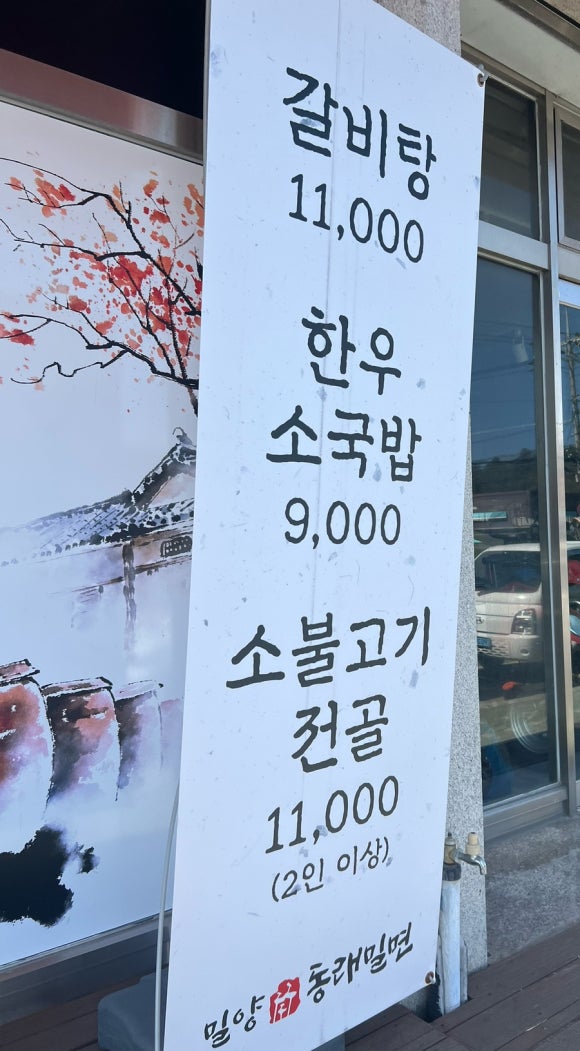 갈비탕
11,000
한우
소국밥
9,000
소불고기
전골
11,000
(2인 이상)
밀양 동래밀면